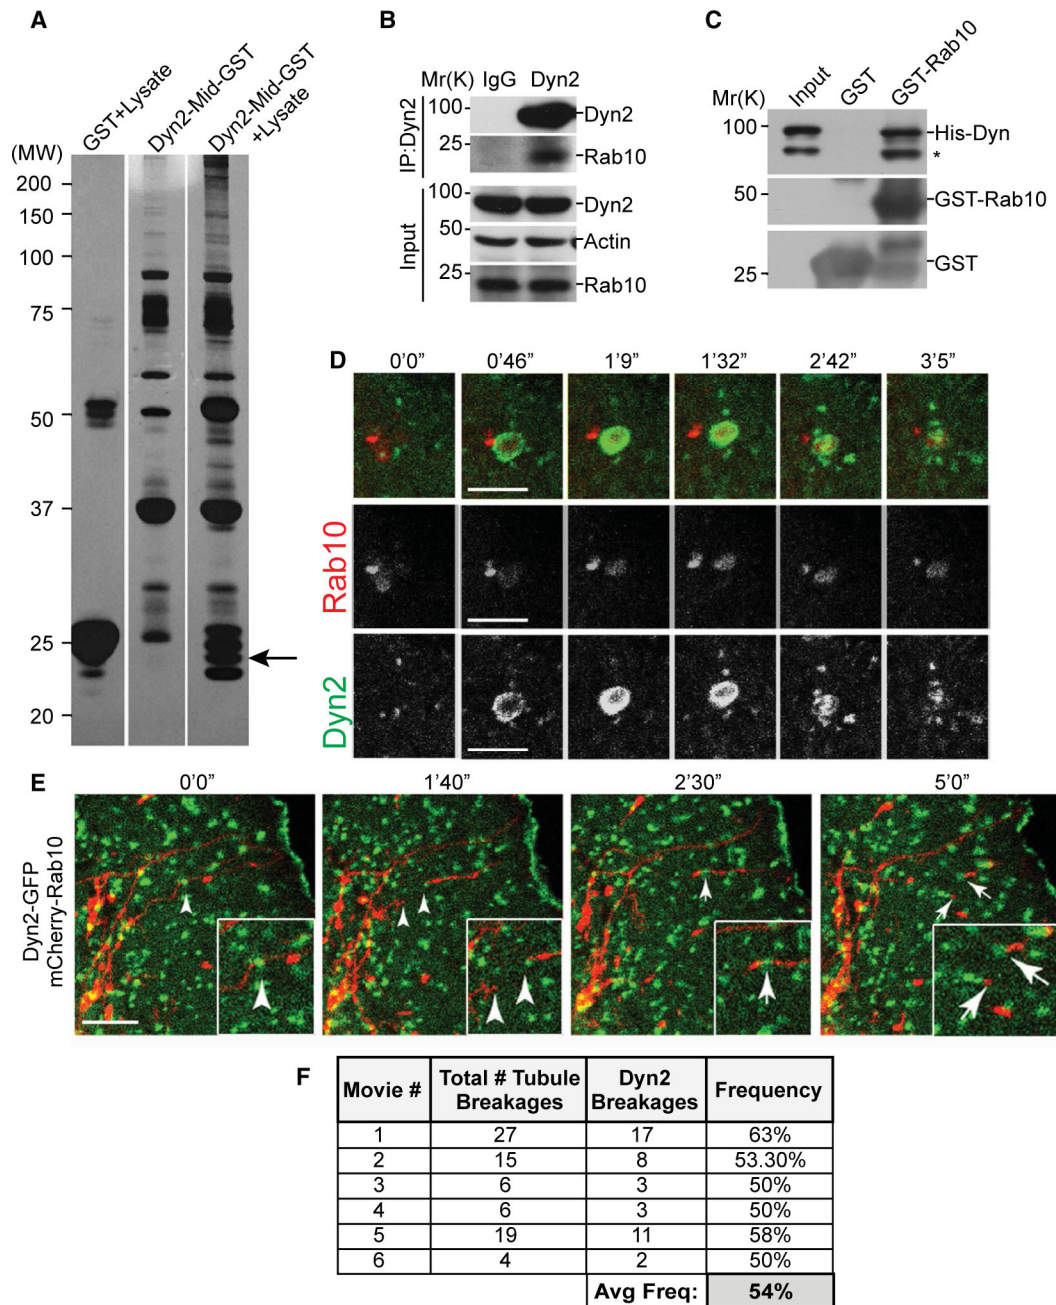 A
GST+Lysate
Dyn2-Mid-GST
Dyn2-Mid-GST
+Lysate
(MW)
200
150
100
75
50
37
25
20
B
Mr(K) IgG Dyn2
IP:Dyn2
100
Dyn2
25
Rab10
Input
100
Dyn2
50
Actin
25
Rab10
C
Mr(K)
Input
GST
GST-Rab10
100
His-Dyn
*
50
GST-Rab10
25
GST
D
0'0" 0'46" 1'9" 1'32" 2'42" 3'5"
Rab10
Dyn2
E
0'0" 1'40" 2'30" 5'0"
Dyn2-GFP
mCherry-Rab10
F
Movie # Total # Tubule Breakages Dyn2 Breakages Frequency
1 27 17 63%
2 15 8 53.30%
3 6 3 50%
4 6 3 50%
5 19 11 58%
6 4 2 50%
Avg Freq: 54%